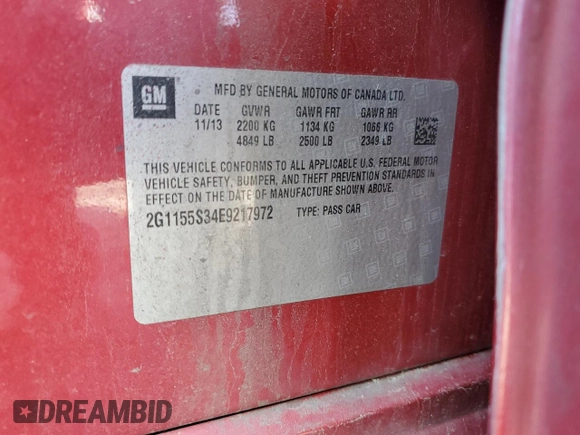 GM
MFD BY GENERAL MOTORS OF CANADA LTD.
DATE GVWR GAWR FRT GAWR RR
11/13 2200 KG 1134 KG 1066 KG
4849 LB 2500 LB 2349 LB
THIS VEHICLE CONFORMS TO ALL APPLICABLE U.S. FEDERAL MOTOR
VEHICLE SAFETY, BUMPER, AND THEFT PREVENTION STANDARDS IN
EFFECT ON THE DATE OF MANUFACTURE SHOWN ABOVE.
2G1155S34E9217972 TYPE: PASS CAR
DREAMBID